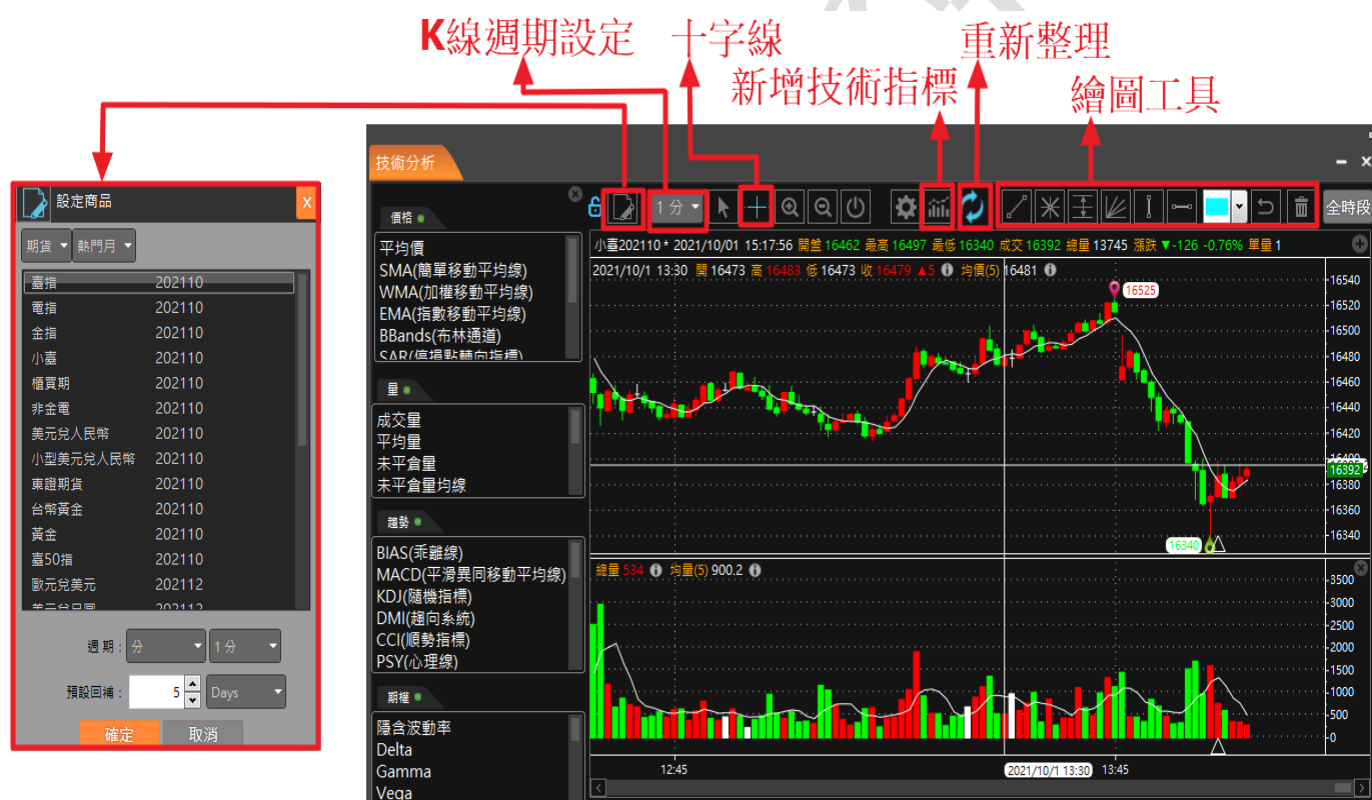 K線週期設定
十字線
重新整理
新增技術指標
繪圖工具
設定商品
X
期貨
熱門月
臺指 202110
電指 202110
金指 202110
小臺 202110
櫃買期 202110
非金電 202110
美元兌人民幣 202110
小型美元兌人民幣 202110
東證期貨 202110
台幣黃金 202110
黃金 202110
臺50指 202110
歐元兌美元 202112
美元兌日圓 202112
週期: 分 1 分
預設回補: 5 Days
確定 取消
技術分析
1 分
全時段
價格
平均價
SMA(簡單移動平均線)
WMA(加權移動平均線)
EMA(指數移動平均線)
BBands(布林通道)
SAR(停損點轉向指標)
量
成交量
平均量
未平倉量
未平倉量均線
趨勢
BIAS(乖離線)
MACD(平滑異同移動平均線)
KDJ(隨機指標)
DMI(趨向系統)
CCI(順勢指標)
PSY(心理線)
期權
隱含波動率
Delta
Gamma
Vega
小臺202110 * 2021/10/01 15:17:56 開盤 16462 最高 16497 最低 16340 成交 16392 總量 13745 漲跌 ▼-126 -0.76% 單量 1
2021/10/1 13:30 開 16473 高 16483 低 16473 收 16479 ▲5 均價(5) 16481
16525
16340
16540
16520
16500
16480
16460
16440
16420
16400
16392
16380
16360
16340
總量 534 均量(5) 900.2
3500
3000
2500
2000
1500
1000
500
0
12:45
2021/10/1 13:30
13:45